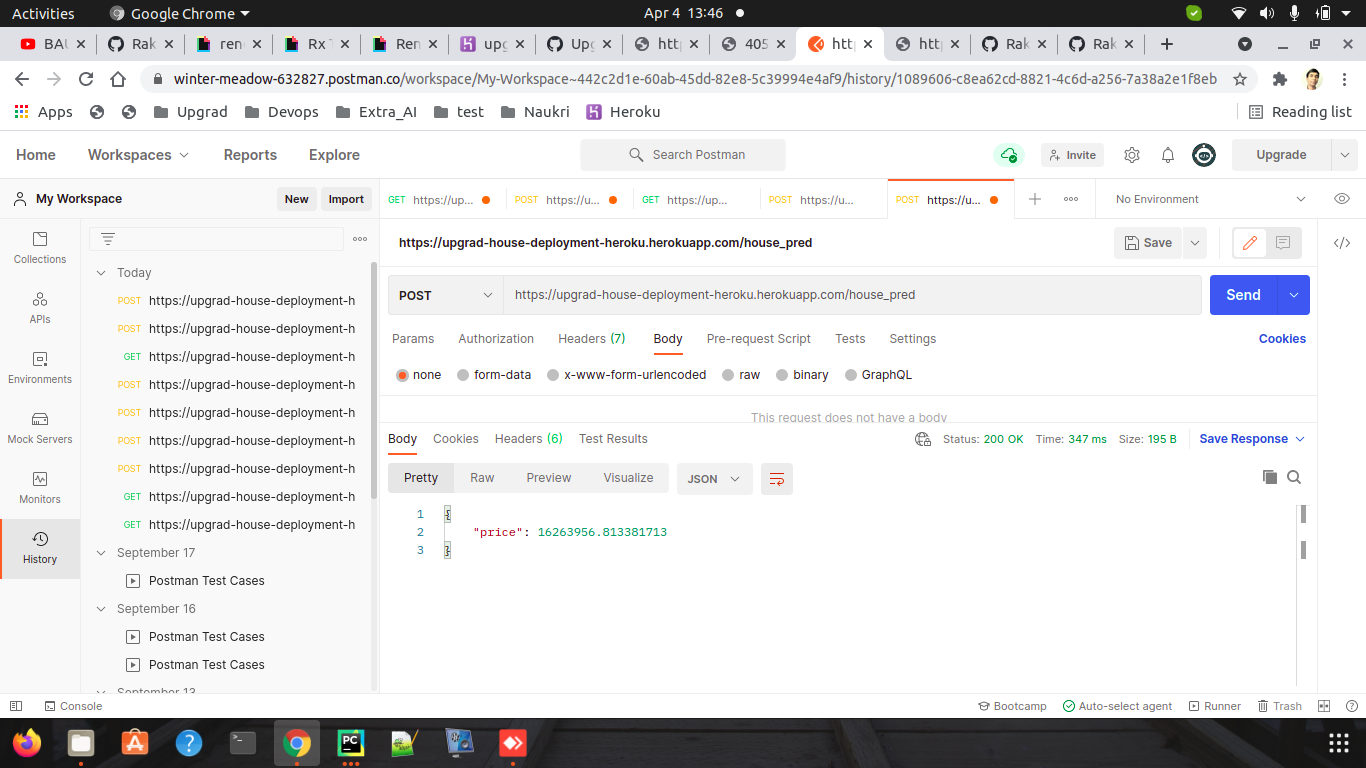 Activities Google Chrome Apr 4 13:46
BAU Rak ren Rx T Ren upg Upg htt 405 htt htt Rak Rak
winter-meadow-632827.postman.co/workspace/My-Workspace~442c2d1e-60ab-45dd-82e8-5c39994e4af9/history/1089606-c8ea62cd-8821-4c6d-a256-7a38a2e1f8eb
Apps Upgrad Devops Extra_AI test Naukri Heroku Reading list
Home Workspaces Reports Explore Search Postman Invite Upgrade
My Workspace New Import GET https://up... POST https://u... GET https://up... POST https://u... POST https://u... No Environment
Collections
APIs
Environments
Mock Servers
Monitors
History
Today
POST https://upgrad-house-deployment-h
POST https://upgrad-house-deployment-h
GET https://upgrad-house-deployment-h
POST https://upgrad-house-deployment-h
POST https://upgrad-house-deployment-h
POST https://upgrad-house-deployment-h
POST https://upgrad-house-deployment-h
GET https://upgrad-house-deployment-h
GET https://upgrad-house-deployment-h
September 17
Postman Test Cases
September 16
Postman Test Cases
Postman Test Cases
September 13
https://upgrad-house-deployment-heroku.herokuapp.com/house_pred Save
POST https://upgrad-house-deployment-heroku.herokuapp.com/house_pred Send
Params Authorization Headers (7) Body Pre-request Script Tests Settings Cookies
none form-data x-www-form-urlencoded raw binary GraphQL
This request does not have a body
Body Cookies Headers (6) Test Results Status: 200 OK Time: 347 ms Size: 195 B Save Response
Pretty Raw Preview Visualize JSON
1 {
2 "price": 16263956.813381713
3 }
Console Bootcamp Auto-select agent Runner Trash